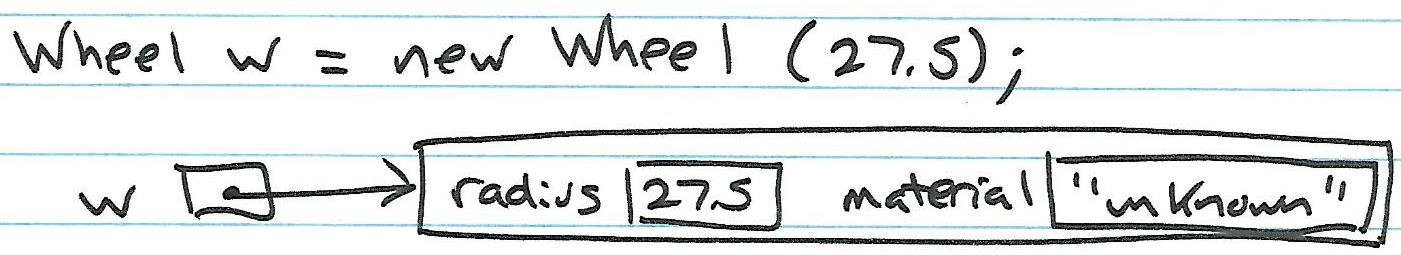 Wheel w = new Wheel (27.5);
w radius 27.5 material "unknown"